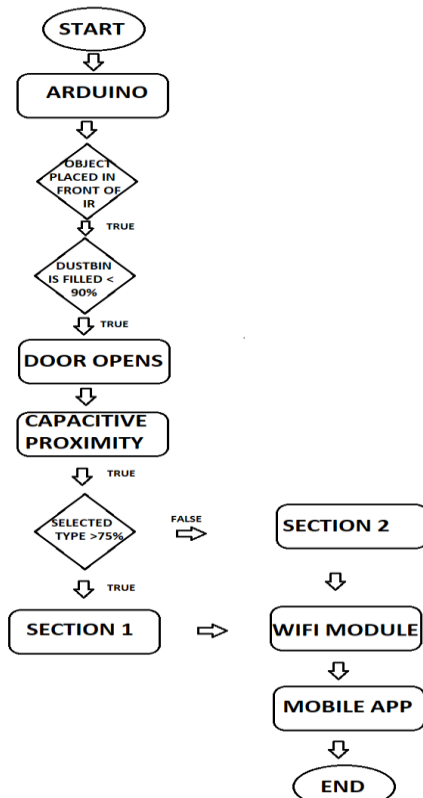 START
ARDUINO
OBJECT
PLACED IN
FRONT OF
IR
TRUE
DUSTBIN
IS FILLED <
90%
TRUE
DOOR OPENS
CAPACITIVE
PROXIMITY
TRUE
SELECTED
TYPE >75%
FALSE
SECTION 2
TRUE
SECTION 1
WIFI MODULE
MOBILE APP
END